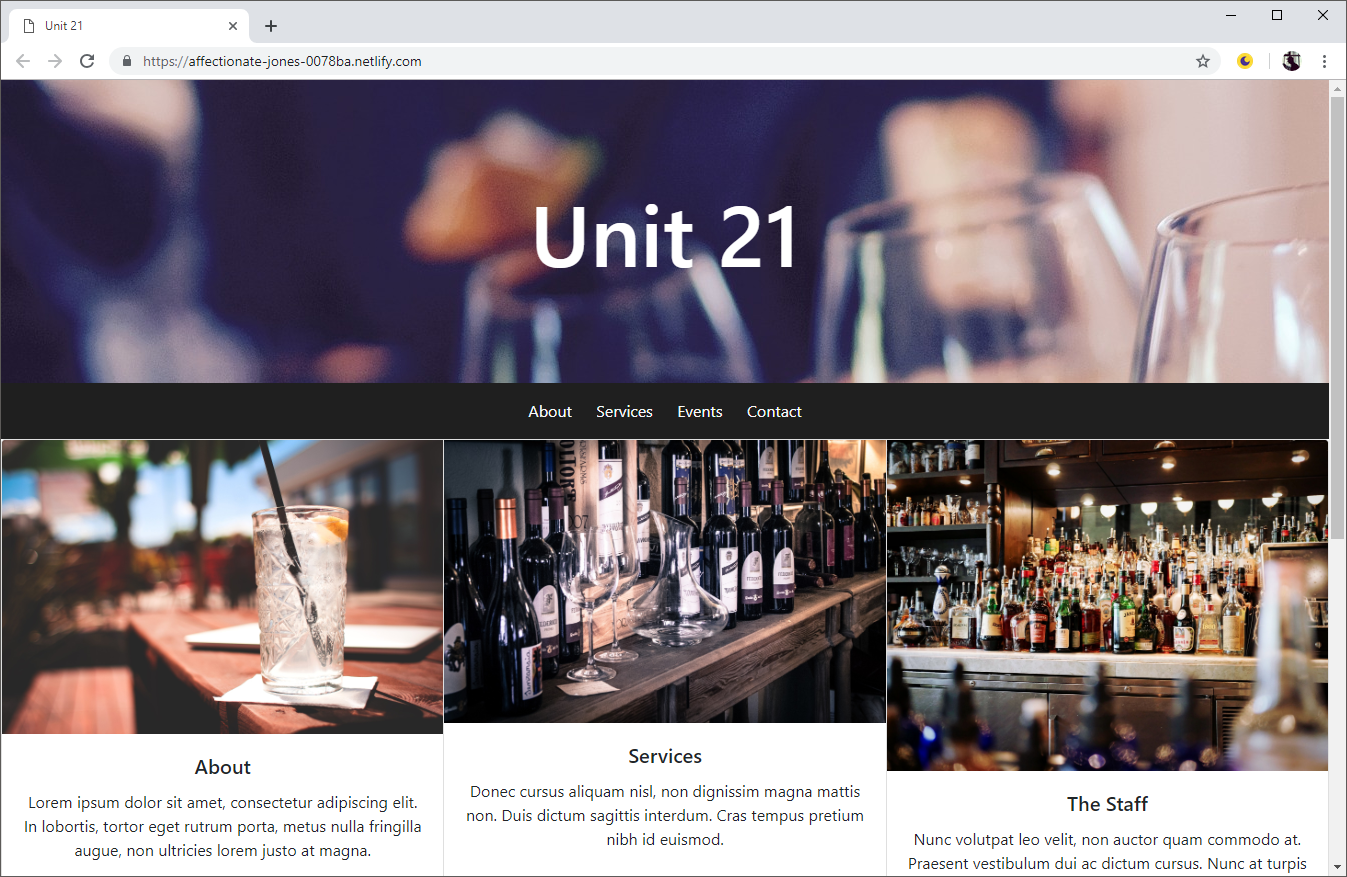 Unit 21
https://affectionate-jones-0078ba.netlify.com
Unit 21
About Services Events Contact
About
Lorem ipsum dolor sit amet, consectetur adipiscing elit.
In lobortis, tortor eget rutrum porta, metus nulla fringilla
augue, non ultricies lorem justo at magna.
Services
Donec cursus aliquam nisl, non dignissim magna mattis
non. Duis dictum sagittis interdum. Cras tempus pretium
nibh id euismod.
The Staff
Nunc volutpat leo velit, non auctor quam commodo at.
Praesent vestibulum dui ac dictum cursus. Nunc at turpis